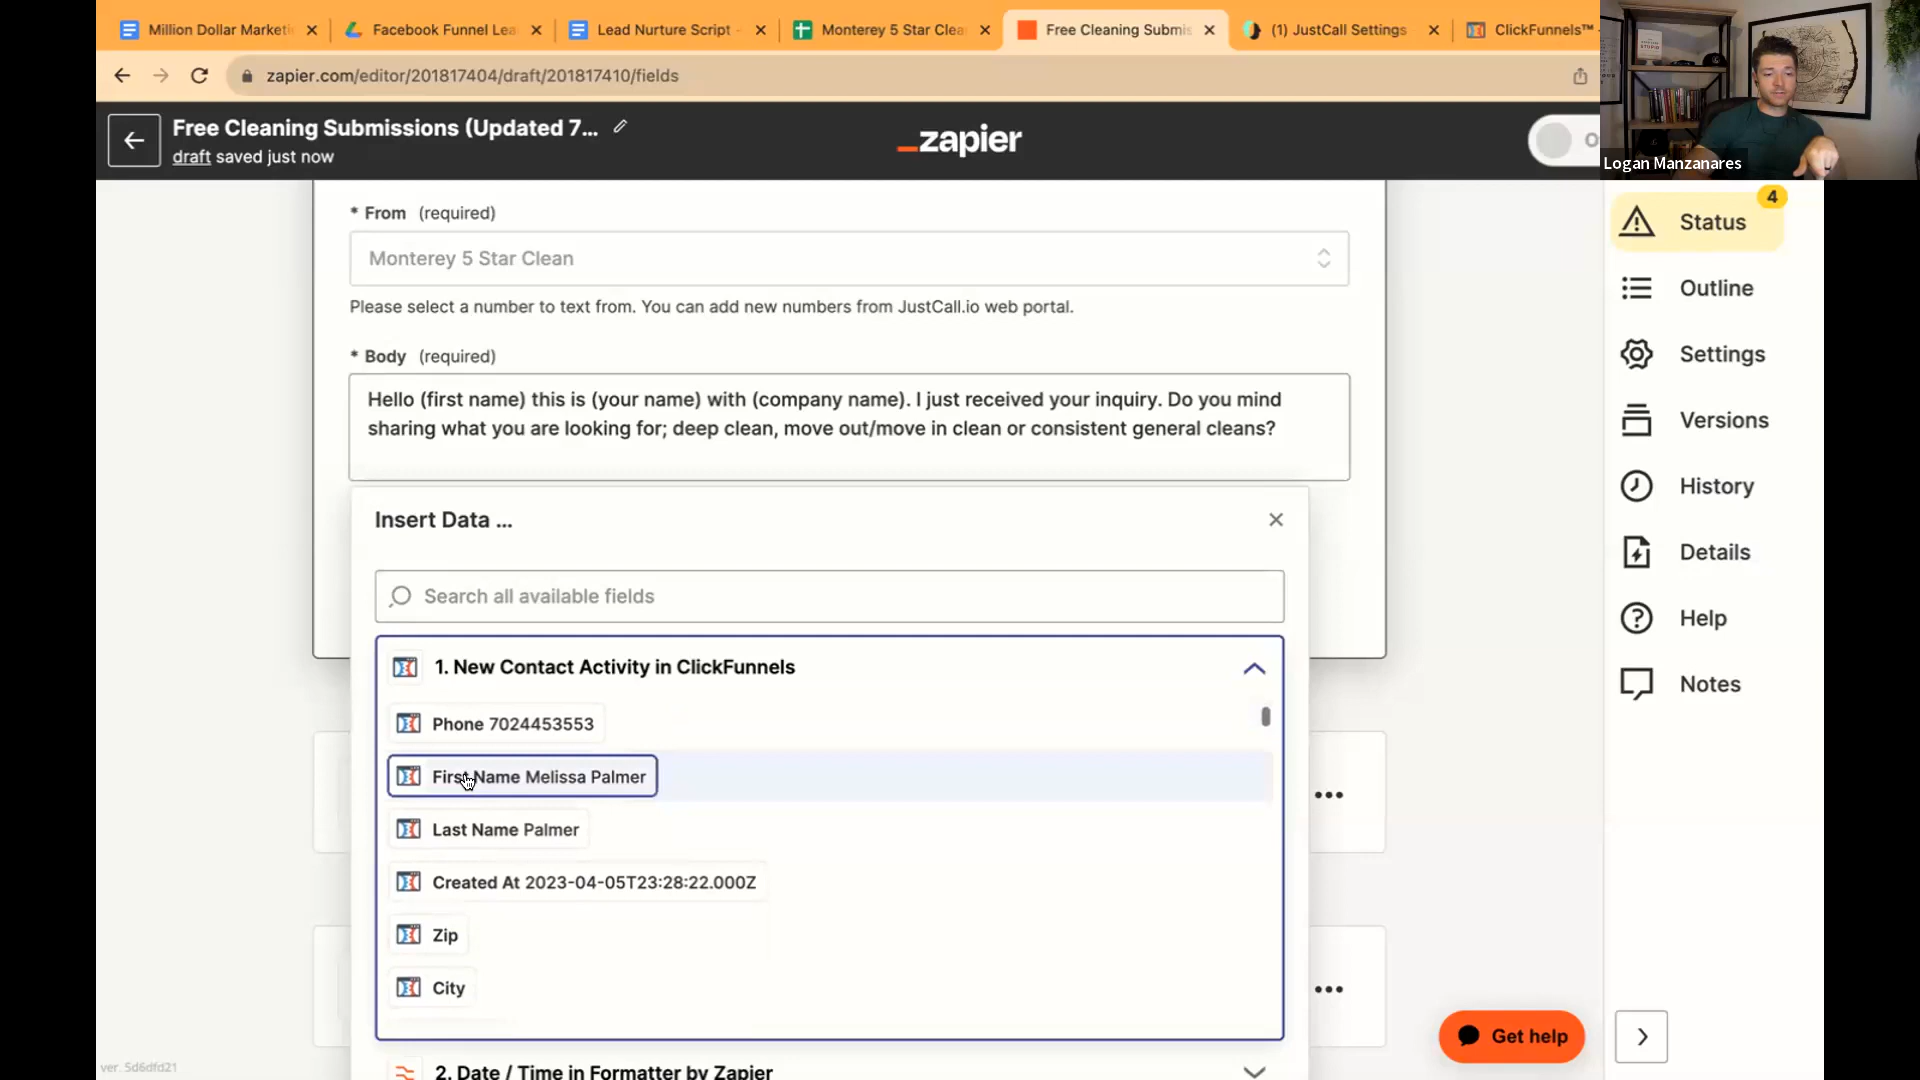 Million Dollar Marketi
Facebook Funnel Lea
Lead Nurture Script
Monterey 5 Star Clea
Free Cleaning Submis
(1) JustCall Settings
ClickFunnels™
zapier.com/editor/201817404/draft/201817410/fields
Free Cleaning Submissions (Updated 7...
draft saved just now
zapier
Logan Manzanares
* From (required)
Monterey 5 Star Clean
Please select a number to text from. You can add new numbers from JustCall.io web portal.
* Body (required)
Hello (first name) this is (your name) with (company name). I just received your inquiry. Do you mind
sharing what you are looking for; deep clean, move out/move in clean or consistent general cleans?
Insert Data ...
Search all available fields
1. New Contact Activity in ClickFunnels
Phone 7024453553
First Name Melissa Palmer
Last Name Palmer
Created At 2023-04-05T23:28:22.000Z
Zip
City
2. Date / Time in Formatter by Zapier
4
Status
Outline
Settings
Versions
History
Details
Help
Notes
Get help
ver. 5d6dfd21